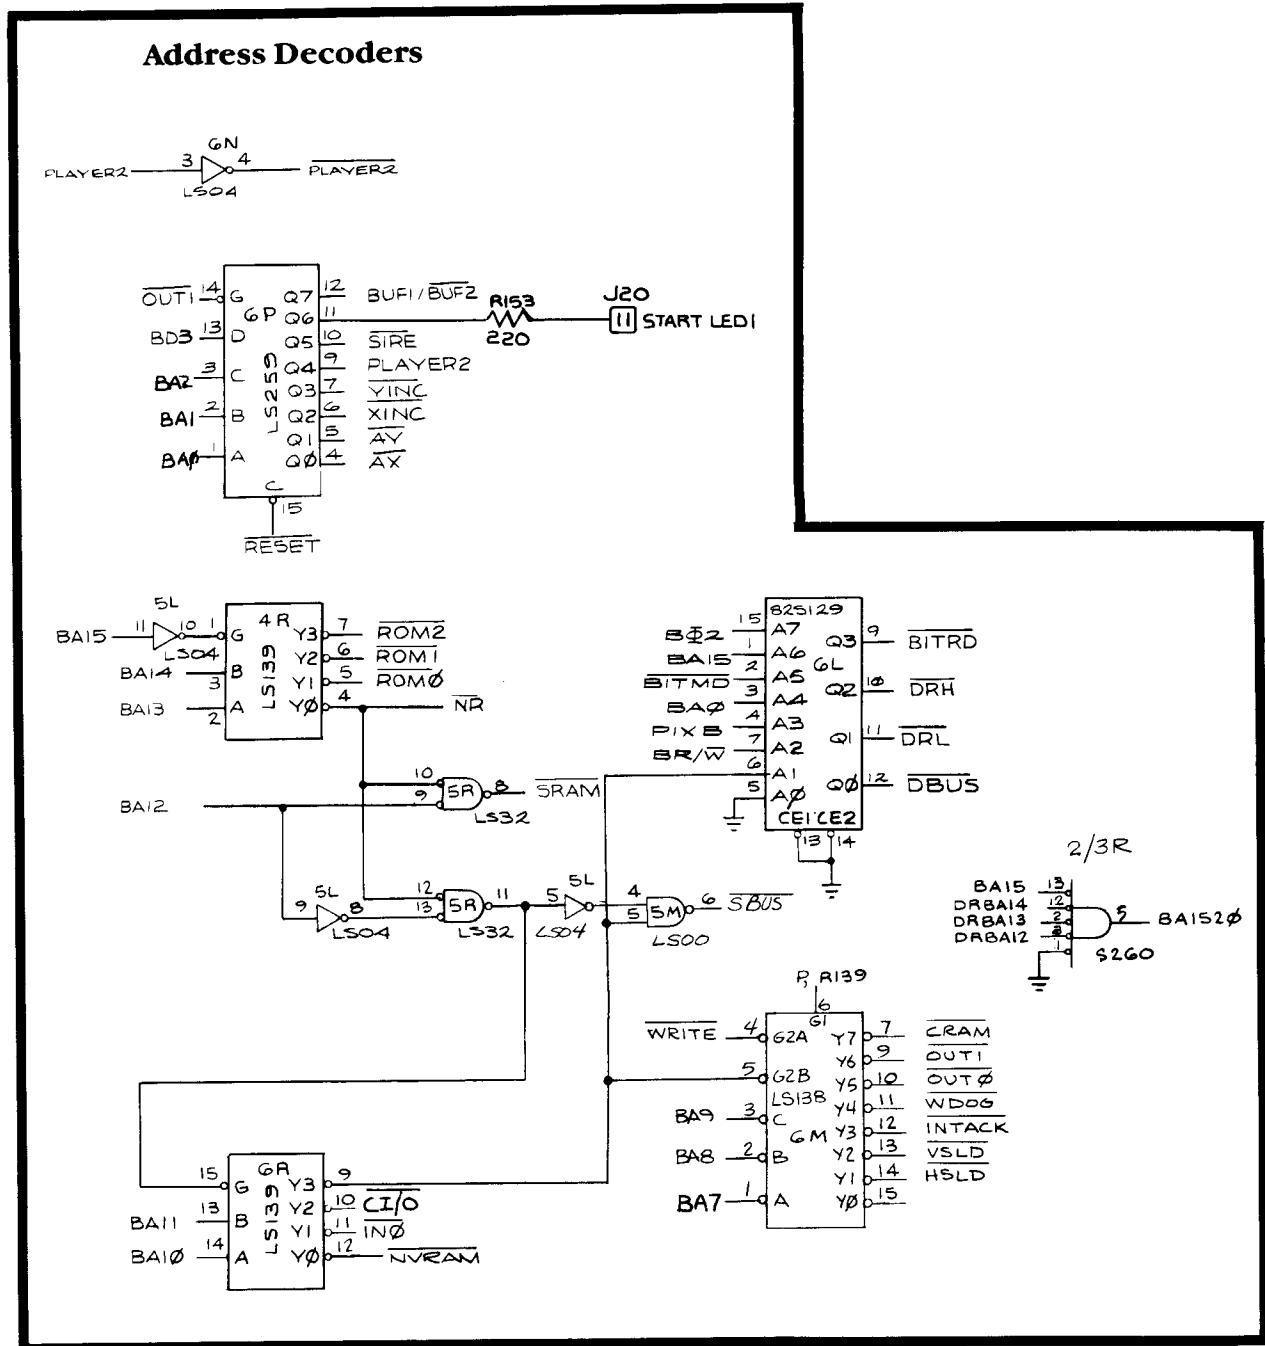 Address Decoders
6N
PLAYER2 3 4 PLAYER2
LS04
OUT1 14 G Q7 12 BUF1/BUF2
6P Q6 11 R153 220 J20 11 START LED1
BD3 13 D Q5 10 SIRE
LS259 Q4 9 PLAYER2
BA2 3 C Q3 7 YINC
BA1 2 B Q2 6 XINC
Q1 5 AY
BAØ 1 A QØ 4 AX
C
15
RESET
5L
BA15 11 10 1 G 4R Y3 7 ROM2
LS04
LS139 Y2 6 ROM1
BA14 3 B Y1 5 ROMØ
BA13 2 A YØ 4 NR
82S129
BΦ2 15 A7 Q3 9 BITRD
BA15 1 A6 6L
BITMD 2 A5 Q2 10 DRH
BAØ 3 A4
PIXB 4 A3 Q1 11 DRL
BR/W 7 A2
6 A1 QØ 12 DBUS
5 AØ
CE1 CE2
13 14
10 9 5R 8 SRAM
BA12 LS32
5L
9 8
LS04
12 13 5R 11
LS32
5L
5
LS04
4 5 5M 6 SBUS
LS00
2/3R
BA15 13
DRBA14 12
DRBA13 2 5 BA152Ø
DRBA12
1 S260
P, R139
6
G1
WRITE 4 G2A Y7 7 CRAM
Y6 9 OUT1
5 G2B Y5 10 OUTØ
LS138 Y4 11 WDOG
BA9 3 C 6M Y3 12 INTACK
BA8 2 B Y2 13 VSLD
Y1 14 HSLD
BA7 1 A YØ 15
15 G 6R Y3 9
LS139 Y2 10 CI/O
BA11 13 B Y1 11 INØ
BA1Ø 14 A YØ 12 NVRAM